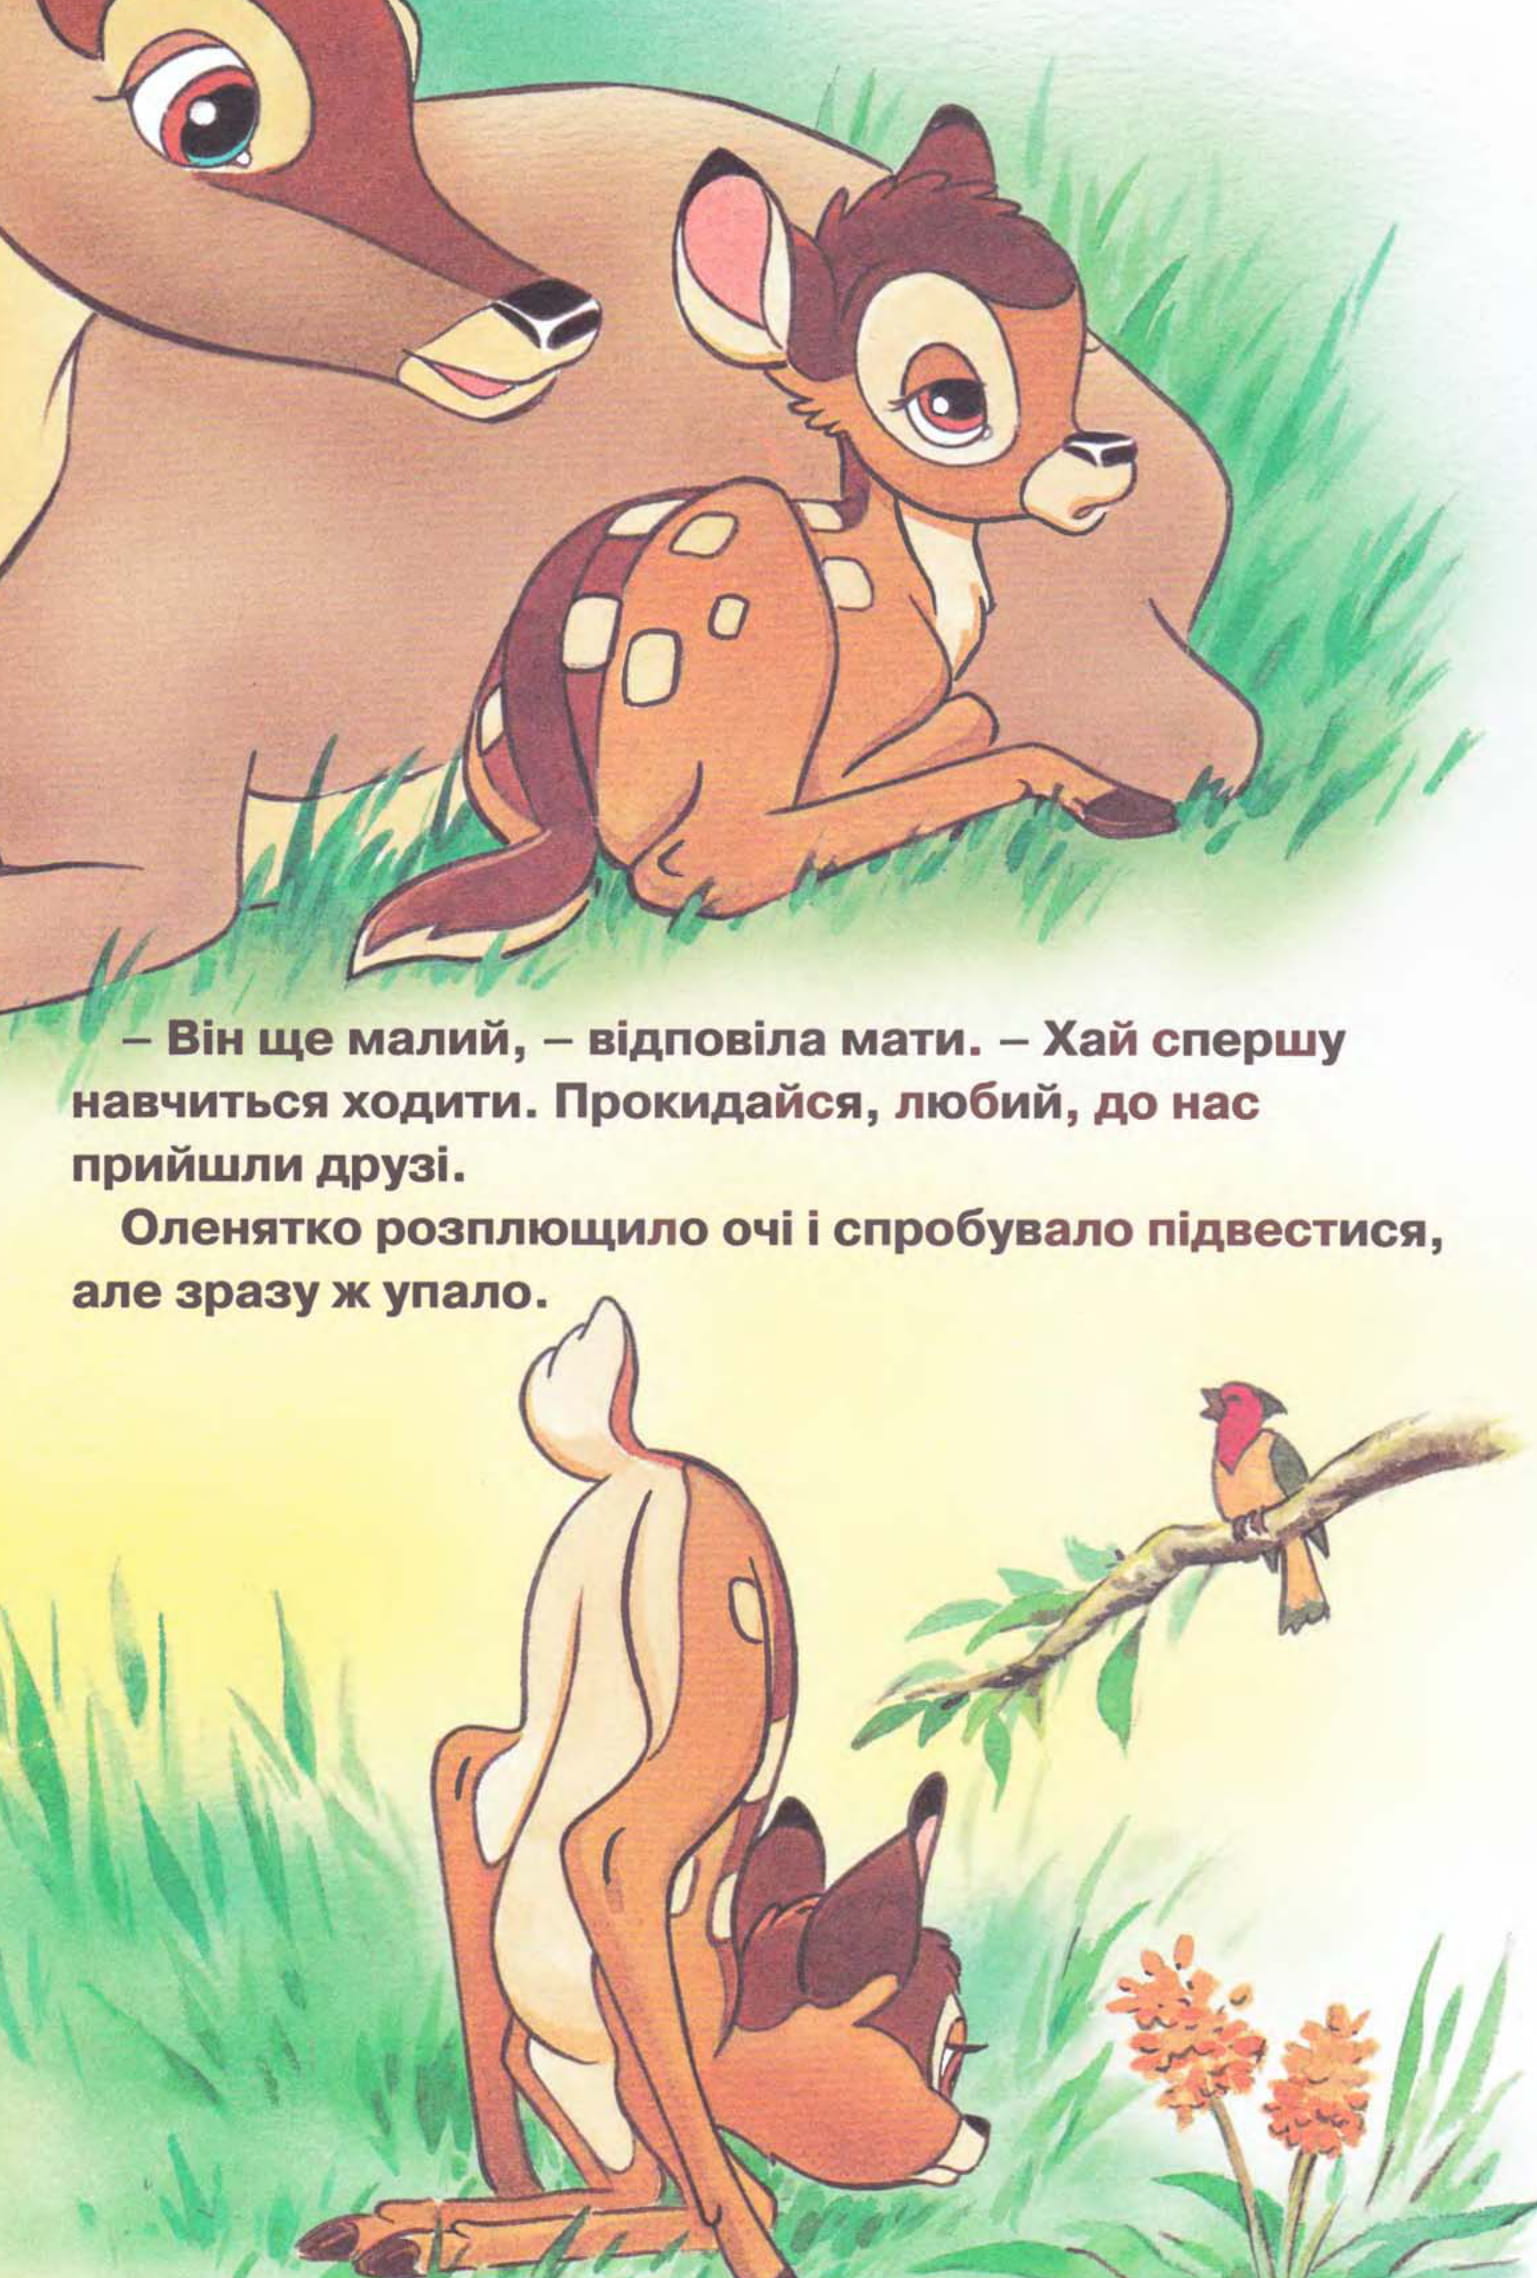 – Він ще малий, – відповіла мати. – Хай спершу
навчиться ходити. Прокидайся, любий, до нас
прийшли друзі.
Оленятко розплющило очі і спробувало підвестися,
але зразу ж упало.